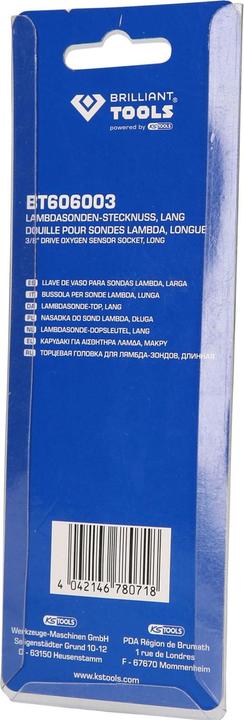 BRILLIANT
TOOLS
powered by KSTOOLS
BT606003
LAMBDASONDEN-STECKNUSS, LANG
DOUILLE POUR SONDES LAMBDA, LONGUE
3/8" DRIVE OXYGEN SENSOR SOCKET, LONG
ES LLAVE DE VASO PARA SONDAS LAMBDA, LARGA
IT BUSSOLA PER SONDE LAMBDA, LUNGA
DA LAMBDASONDE-TOP, LANG
PL NASADKA DO SOND LAMBDA, DŁUGA
NL LAMBDASONDE-DOPSLEUTEL, LANG
EL ΚΑΡΥΔΑΚΙ ΓΙΑ ΑΙΣΘΗΤΗΡΑ ΛΑΜΔΑ, ΜΑΚΡΥ
RU ТОРЦЕВАЯ ГОЛОВКА ДЛЯ ЛЯМБДА-ЗОНДОВ, ДЛИННАЯ
4 042146 780718
KSTOOLS
Werkzeuge-Maschinen GmbH
Seligenstädter Grund 10-12
D - 63150 Heusenstamm
KSTOOLS
PDA Région de Brumath
1 rue de Londres
F - 67670 Mommenheim
www.kstools.com